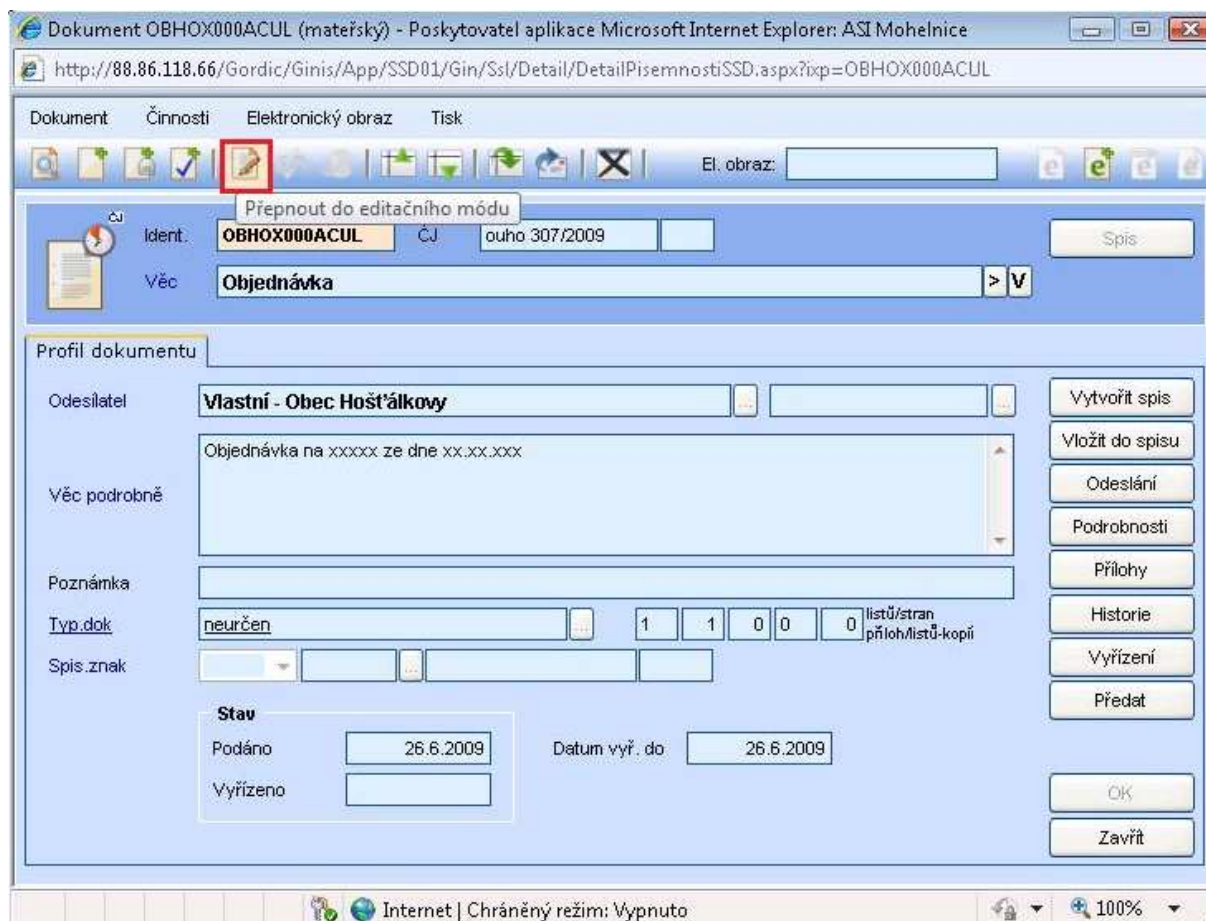 Dokument OBHOX000ACUL (mateřský) - Poskytovatel aplikace Microsoft Internet Explorer: ASI Mohelnice
http://88.86.118.66/Gordic/Ginis/App/SSD01/Gin/Ssl/Detail/DetailPisemnostiSSD.aspx?ixp=OBHOX000ACUL
Dokument Činnosti Elektronický obraz Tisk
El. obraz:
Přepnout do editačního módu
ČJ
Ident. OBHOX000ACUL ČJ ouho 307/2009 Spis
Věc Objednávka > V
Profil dokumentu
Odesílatel Vlastní - Obec Hošťálkovy ... ... Vytvořit spis
Objednávka na xxxxx ze dne xx.xx.xxx Vložit do spisu
Věc podrobně Odeslání
Podrobnosti
Poznámka Přílohy
Typ.dok neurčen ... 1 1 0 0 0 listů/stran
příloh/listů-kopií Historie
Spis.znak ... Vyřízení
Předat
Stav
Podáno 26.6.2009 Datum vyř. do 26.6.2009
Vyřízeno OK
Zavřít
Internet | Chráněný režim: Vypnuto 100%